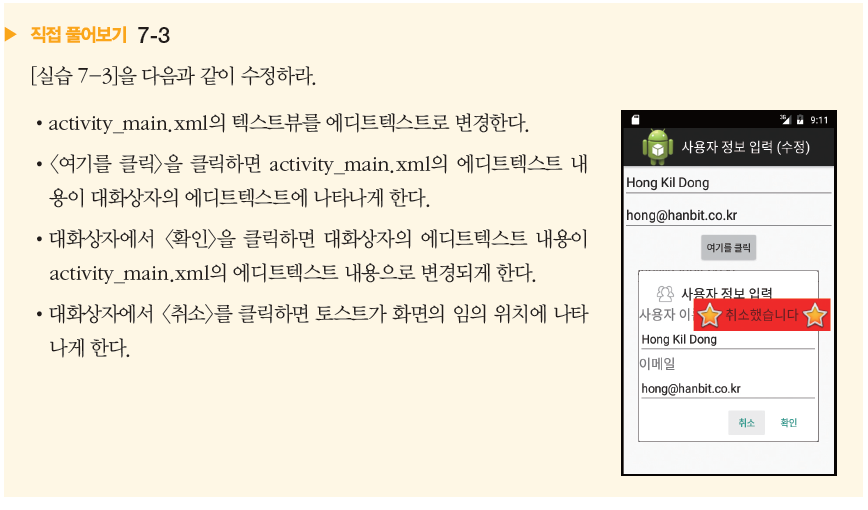 ▶ 직접 풀어보기 7-3
[실습 7-3]을 다음과 같이 수정하라.
• activity_main.xml의 텍스트뷰를 에디트텍스트로 변경한다.
• 〈여기를 클릭〉을 클릭하면 activity_main.xml의 에디트텍스트 내
용이 대화상자의 에디트텍스트에 나타나게 한다.
• 대화상자에서 〈확인〉을 클릭하면 대화상자의 에디트텍스트 내용이
activity_main.xml의 에디트텍스트 내용으로 변경되게 한다.
• 대화상자에서 〈취소〉를 클릭하면 토스트가 화면의 임의 위치에 나타
나게 한다.
3G 9:11
사용자 정보 입력 (수정)
Hong Kil Dong
hong@hanbit.co.kr
여기를 클릭
사용자 정보 입력
사용자 이 취소했습니다
Hong Kil Dong
이메일
hong@hanbit.co.kr
취소 확인